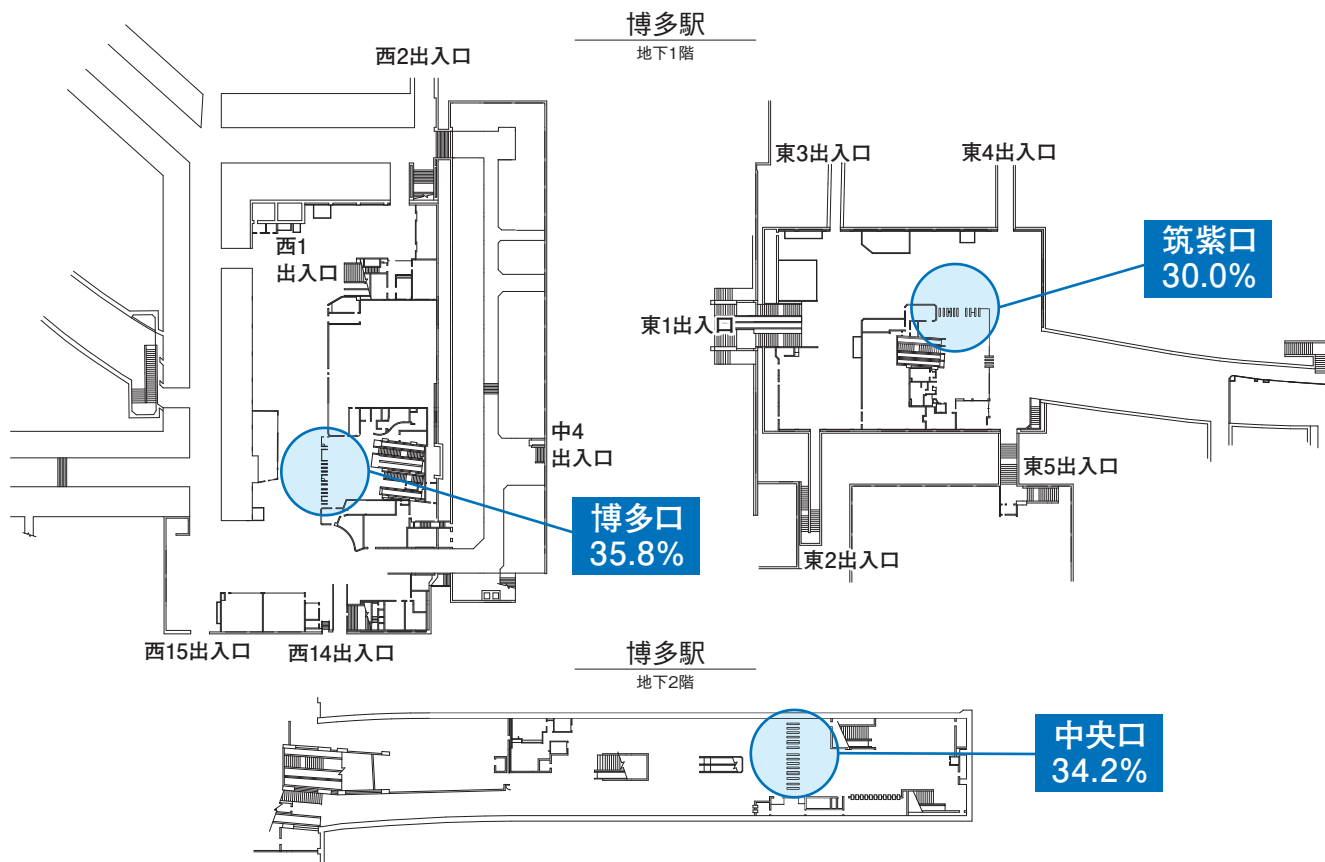 博多駅
地下1階
西2出入口
西1
出入口
中4
出入口
博多口
35.8%
西15出入口
西14出入口
東3出入口
東4出入口
筑紫口
30.0%
東1出入口
東5出入口
東2出入口
博多駅
地下2階
中央口
34.2%